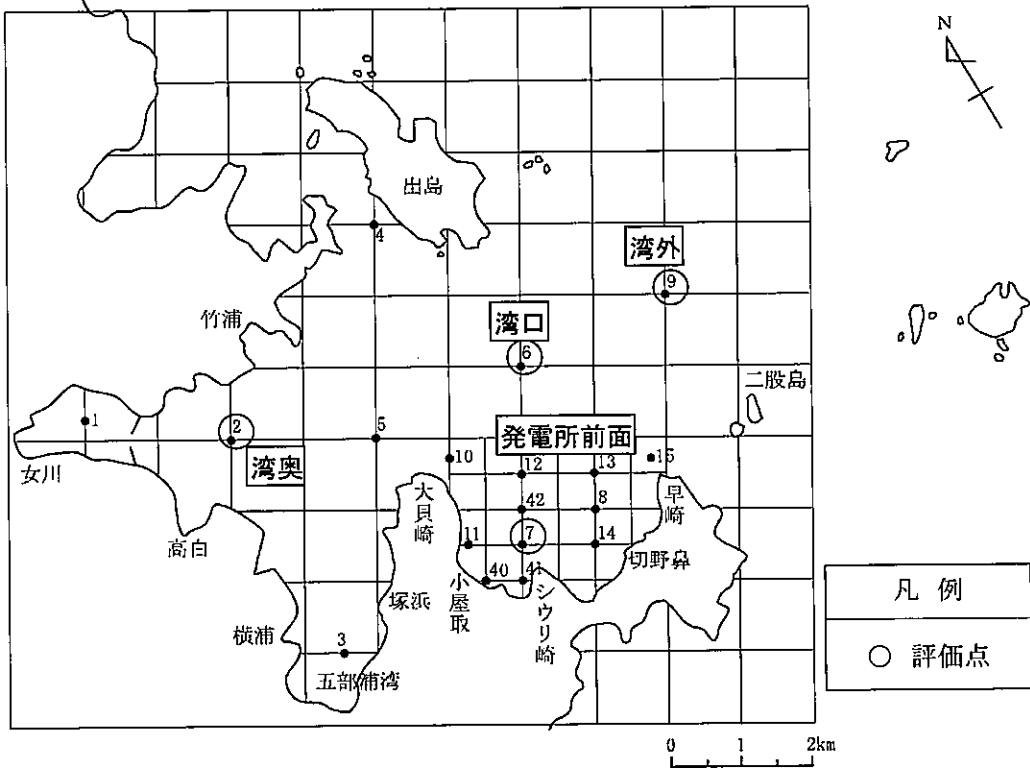 N
出島
4
湾外
9
竹浦
湾口
6
二股島
1
2
5
発電所前面
女川
湾奥
10
12
13
15
大貝崎
42
8
早崎
高白
11
7
14
切野鼻
40
41
塚浜
小屋取
シウリ崎
横浦
3
五部浦湾
凡例
○ 評価点
0 1 2km